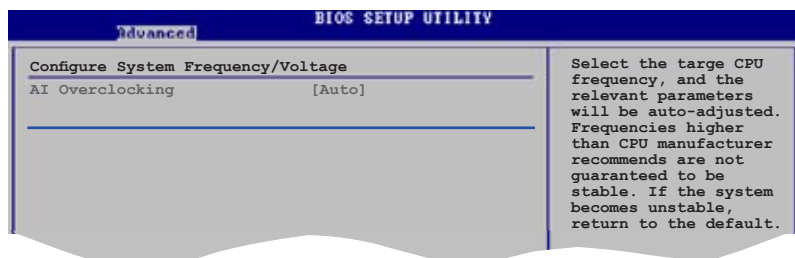 BIOS SETUP UTILITY
Advanced
Configure System Frequency/Voltage
AI Overclocking [Auto]
Select the targe CPU
frequency, and the
relevant parameters
will be auto-adjusted.
Frequencies higher
than CPU manufacturer
recommends are not
guaranteed to be
stable. If the system
becomes unstable,
return to the default.